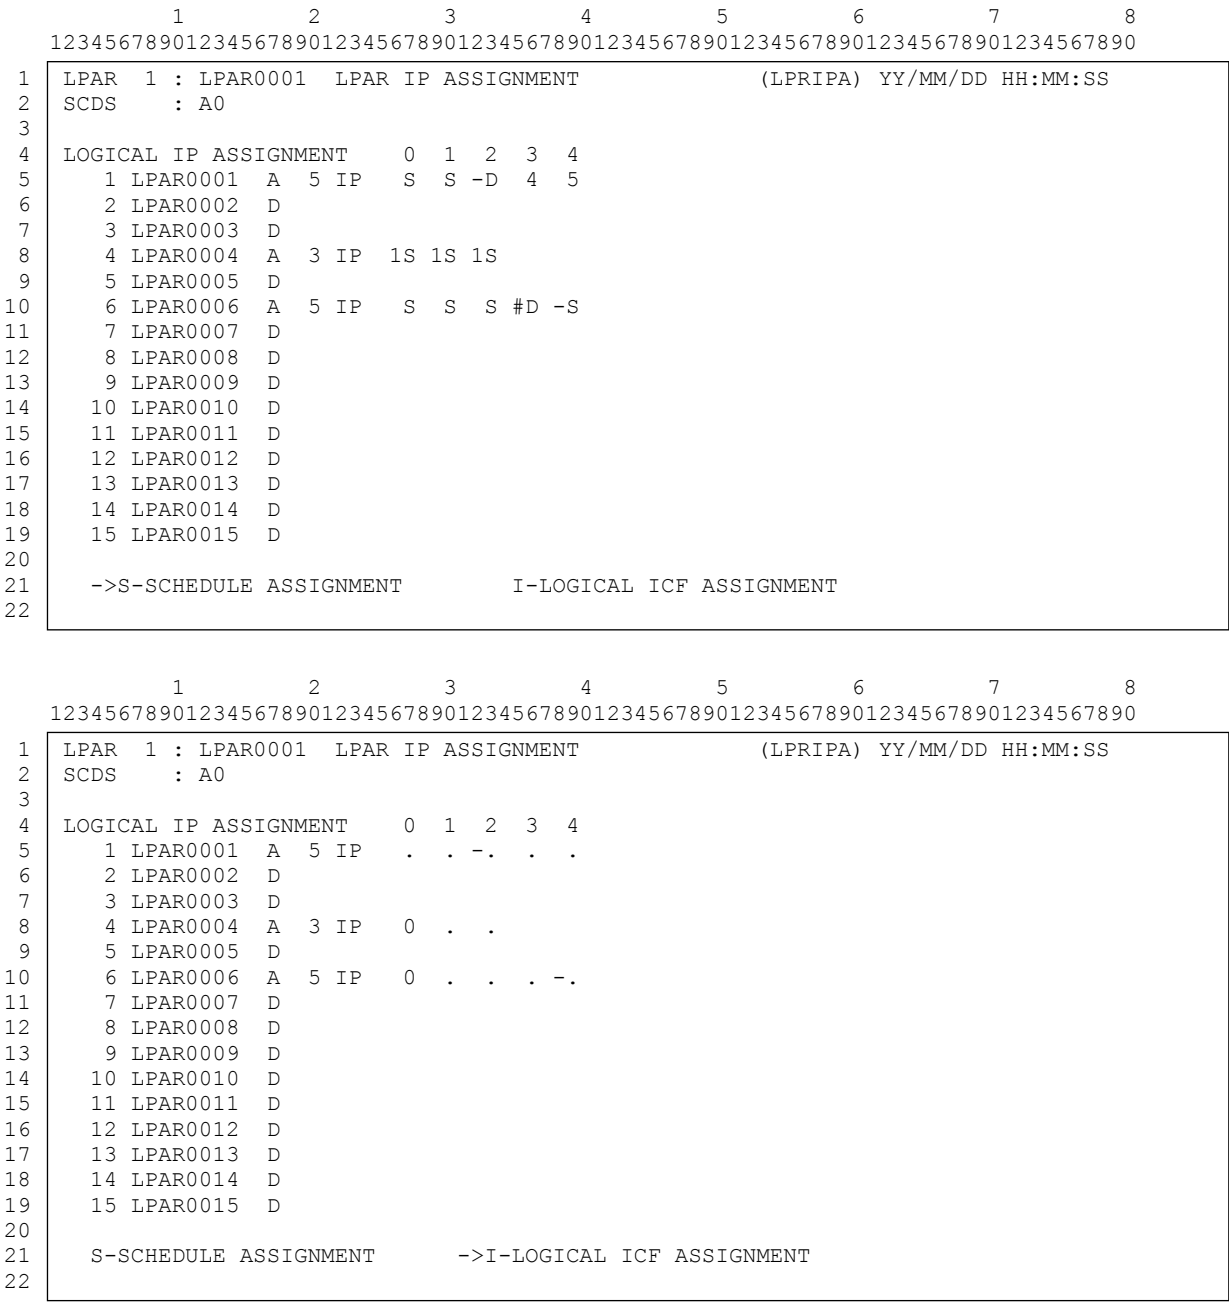 1         2         3         4         5         6         7         8
12345678901234567890123456789012345678901234567890123456789012345678901234567890
1 LPAR  1 : LPAR0001  LPAR IP ASSIGNMENT             (LPRIPA) YY/MM/DD HH:MM:SS
2 SCDS    : A0
3
4 LOGICAL IP ASSIGNMENT    0  1  2  3  4
5    1 LPAR0001  A  5 IP   S  S -D  4  5
6    2 LPAR0002  D
7    3 LPAR0003  D
8    4 LPAR0004  A  3 IP  1S 1S 1S
9    5 LPAR0005  D
10    6 LPAR0006  A  5 IP   S  S  S #D -S
11    7 LPAR0007  D
12    8 LPAR0008  D
13    9 LPAR0009  D
14   10 LPAR0010  D
15   11 LPAR0011  D
16   12 LPAR0012  D
17   13 LPAR0013  D
18   14 LPAR0014  D
19   15 LPAR0015  D
20
21   ->S-SCHEDULE ASSIGNMENT        I-LOGICAL ICF ASSIGNMENT
22
         1         2         3         4         5         6         7         8
12345678901234567890123456789012345678901234567890123456789012345678901234567890
1 LPAR  1 : LPAR0001  LPAR IP ASSIGNMENT             (LPRIPA) YY/MM/DD HH:MM:SS
2 SCDS    : A0
3
4 LOGICAL IP ASSIGNMENT    0  1  2  3  4
5    1 LPAR0001  A  5 IP   .  . -.  .  .
6    2 LPAR0002  D
7    3 LPAR0003  D
8    4 LPAR0004  A  3 IP   0  .  .
9    5 LPAR0005  D
10    6 LPAR0006  A  5 IP   0  .  .  . -.
11    7 LPAR0007  D
12    8 LPAR0008  D
13    9 LPAR0009  D
14   10 LPAR0010  D
15   11 LPAR0011  D
16   12 LPAR0012  D
17   13 LPAR0013  D
18   14 LPAR0014  D
19   15 LPAR0015  D
20
21   S-SCHEDULE ASSIGNMENT      ->I-LOGICAL ICF ASSIGNMENT
22